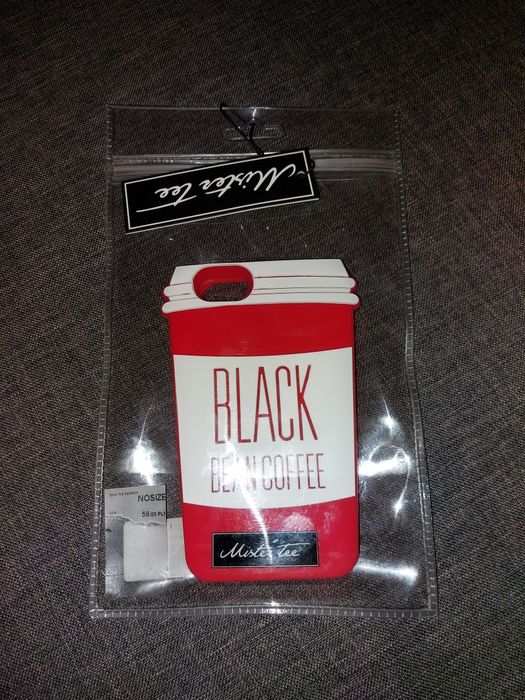 Mister tee
BLACK
BEAN COFFEE
NOSIZE
59.00 PLN
Mister tee